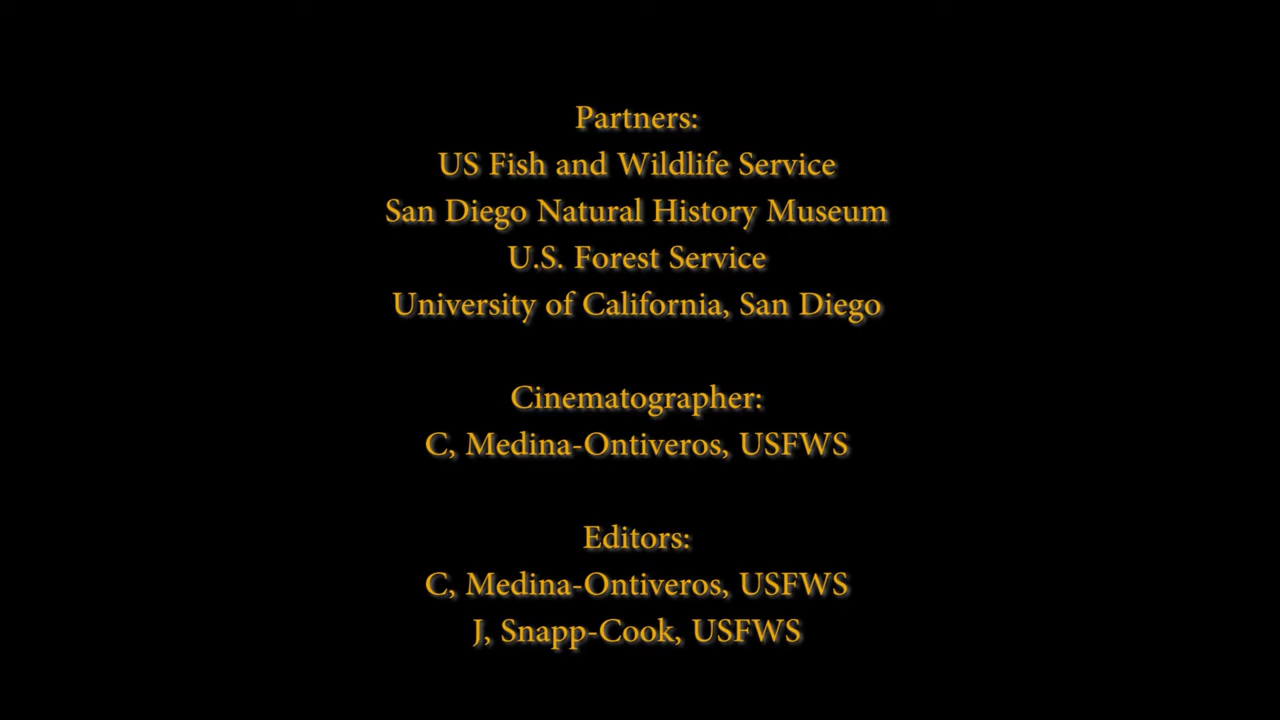 Partners:
US Fish and Wildlife Service
San Diego Natural History Museum
U.S. Forest Service
University of California, San Diego
Cinematographer:
C, Medina-Ontiveros, USFWS
Editors:
C, Medina-Ontiveros, USFWS
J, Snapp-Cook, USFWS